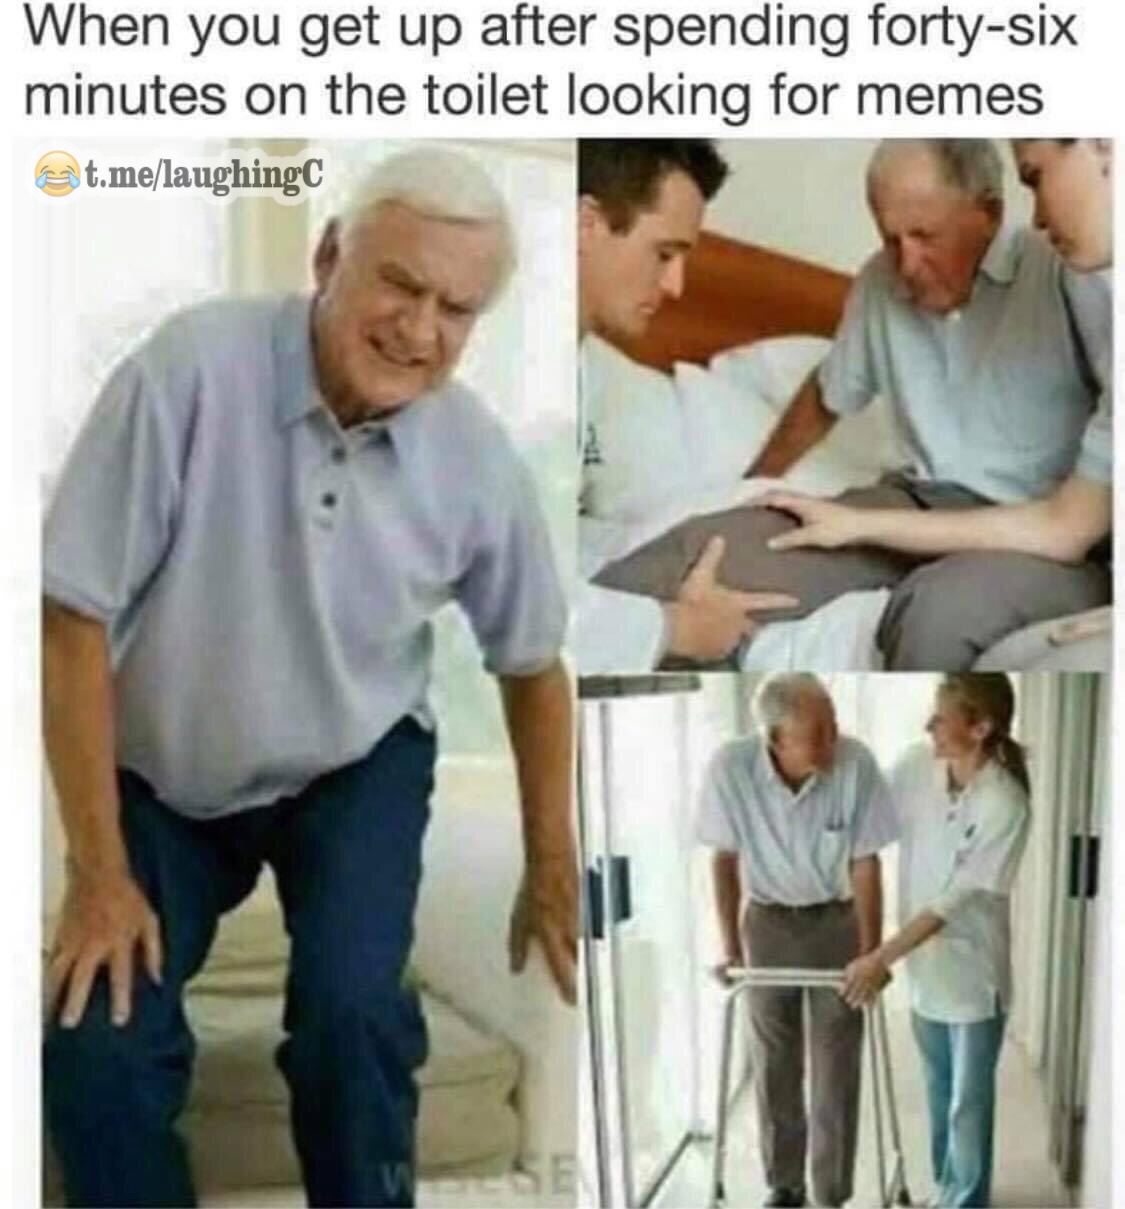 When you get up after spending forty-six
minutes on the toilet looking for memes
t.me/laughingC